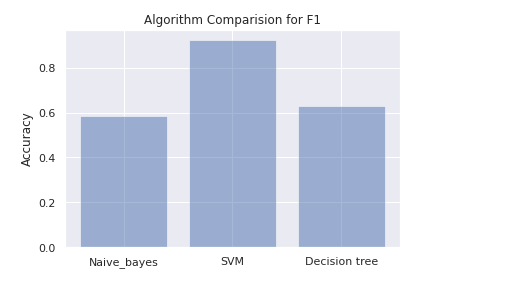 Algorithm Comparision for F1
Accuracy
0.8
0.6
0.4
0.2
0.0
Naive_bayes SVM Decision tree